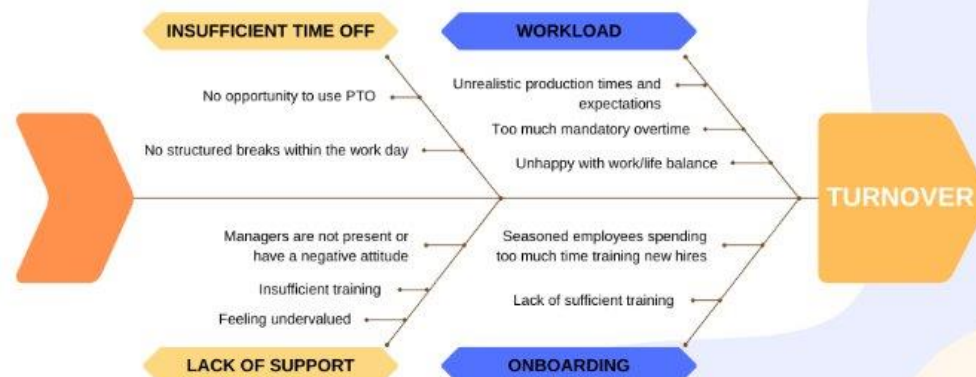 INSUFFICIENT TIME OFF
WORKLOAD
No opportunity to use PTO
No structured breaks within the work day
Unrealistic production times and
expectations
Too much mandatory overtime
Unhappy with work/life balance
TURNOVER
Managers are not present or
have a negative attitude
Insufficient training
Feeling undervalued
Seasoned employees spending
too much time training new hires
Lack of sufficient training
LACK OF SUPPORT
ONBOARDING